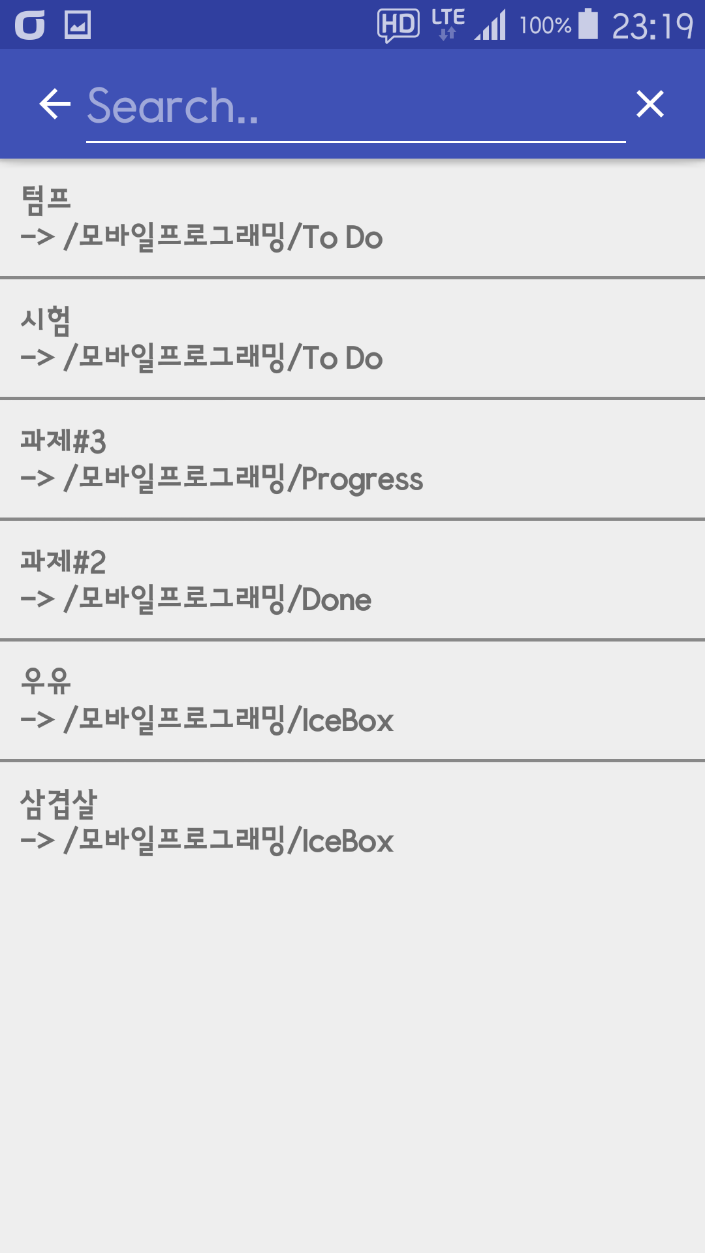 HD LTE 100% 23:19
Search..
텀프
-> /모바일프로그래밍/To Do
시험
-> /모바일프로그래밍/To Do
과제#3
-> /모바일프로그래밍/Progress
과제#2
-> /모바일프로그래밍/Done
우유
-> /모바일프로그래밍/IceBox
삼겹살
-> /모바일프로그래밍/IceBox